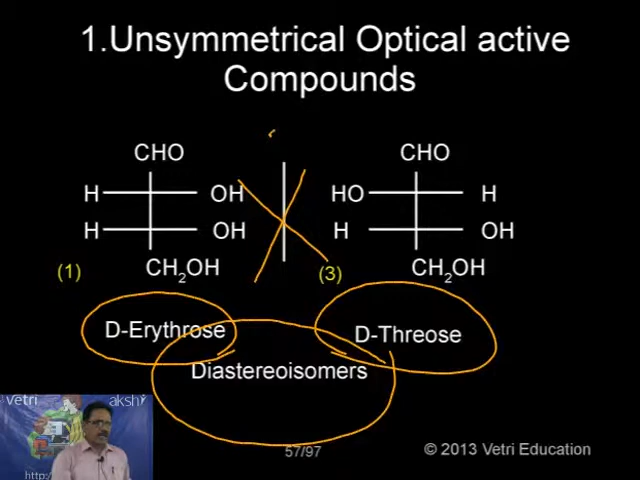 1.Unsymmetrical Optical active
Compounds
CHO
H OH
H OH
CH2OH
(1)
D-Erythrose
CHO
HO H
H OH
CH2OH
(3)
D-Threose
Diastereoisomers
vetri akshi
http:/
57/97
© 2013 Vetri Education